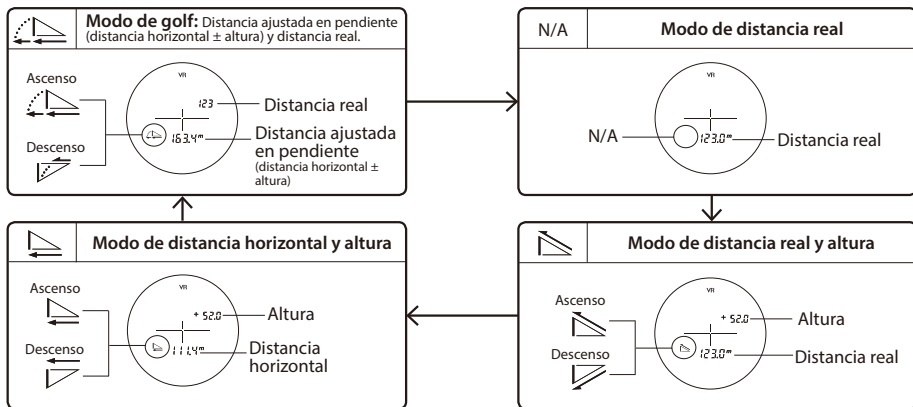 Modo de golf: Distancia ajustada en pendiente
(distancia horizontal ± altura) y distancia real.
Ascenso
Descenso
VR
123
163.4m
Distancia real
Distancia ajustada
en pendiente
(distancia horizontal ±
altura)
N/A
Modo de distancia real
VR
N/A
123.0m
Distancia real
Modo de distancia horizontal y altura
Ascenso
Descenso
VR
+ 52.0
111.4m
Altura
Distancia
horizontal
Modo de distancia real y altura
Ascenso
Descenso
VR
+ 52.0
123.0m
Altura
Distancia real